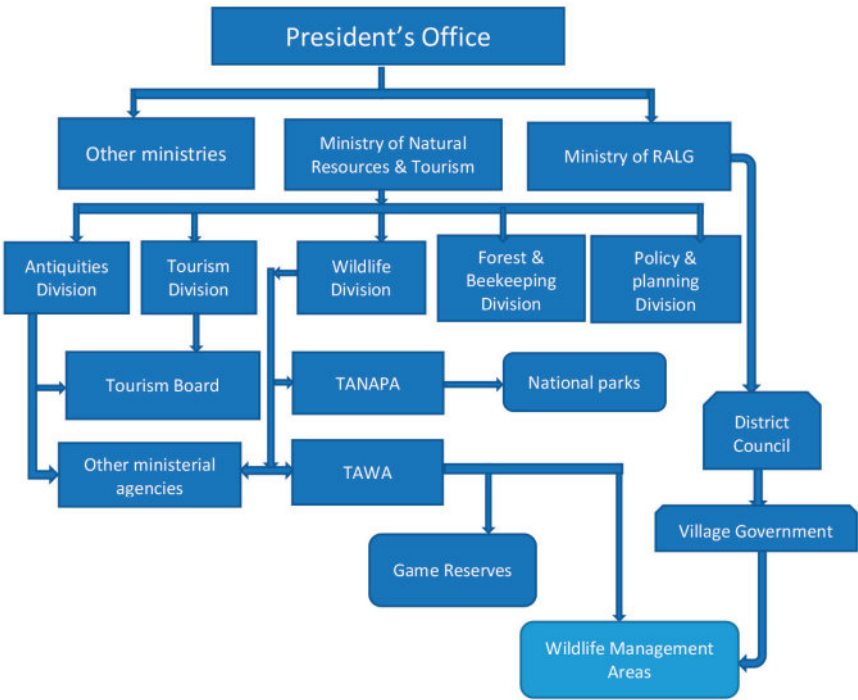 President’s Office
Other ministries
Ministry of Natural
Resources & Tourism
Ministry of RALG
Antiquities
Division
Tourism
Division
Wildlife
Division
Forest &
Beekeeping
Division
Policy &
planning
Division
Tourism Board
TANAPA
National parks
District
Council
Other ministerial
agencies
TAWA
Village Government
Game Reserves
Wildlife Management
Areas